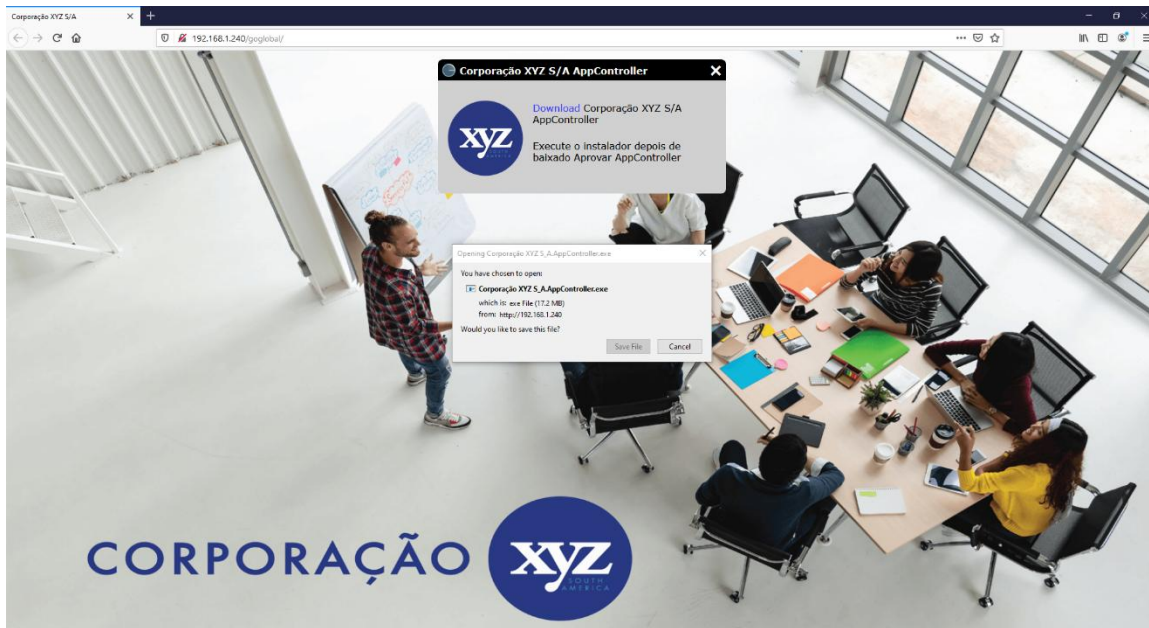 Corporação XYZ S/A
192.168.1.240/goglobal/
Corporação XYZ S/A AppController
xyz
Download Corporação XYZ S/A
AppController
Execute o instalador depois de
baixado Aprovar AppController
Opening Corporação XYZ S_A.AppController.exe
You have chosen to open:
Corporação XYZ S_A.AppController.exe
which is: exe File (17.2 MB)
from: http://192.168.1.240
Would you like to save this file?
Save File Cancel
CORPORAÇÃO
xyz
SOUTH
AMERICA